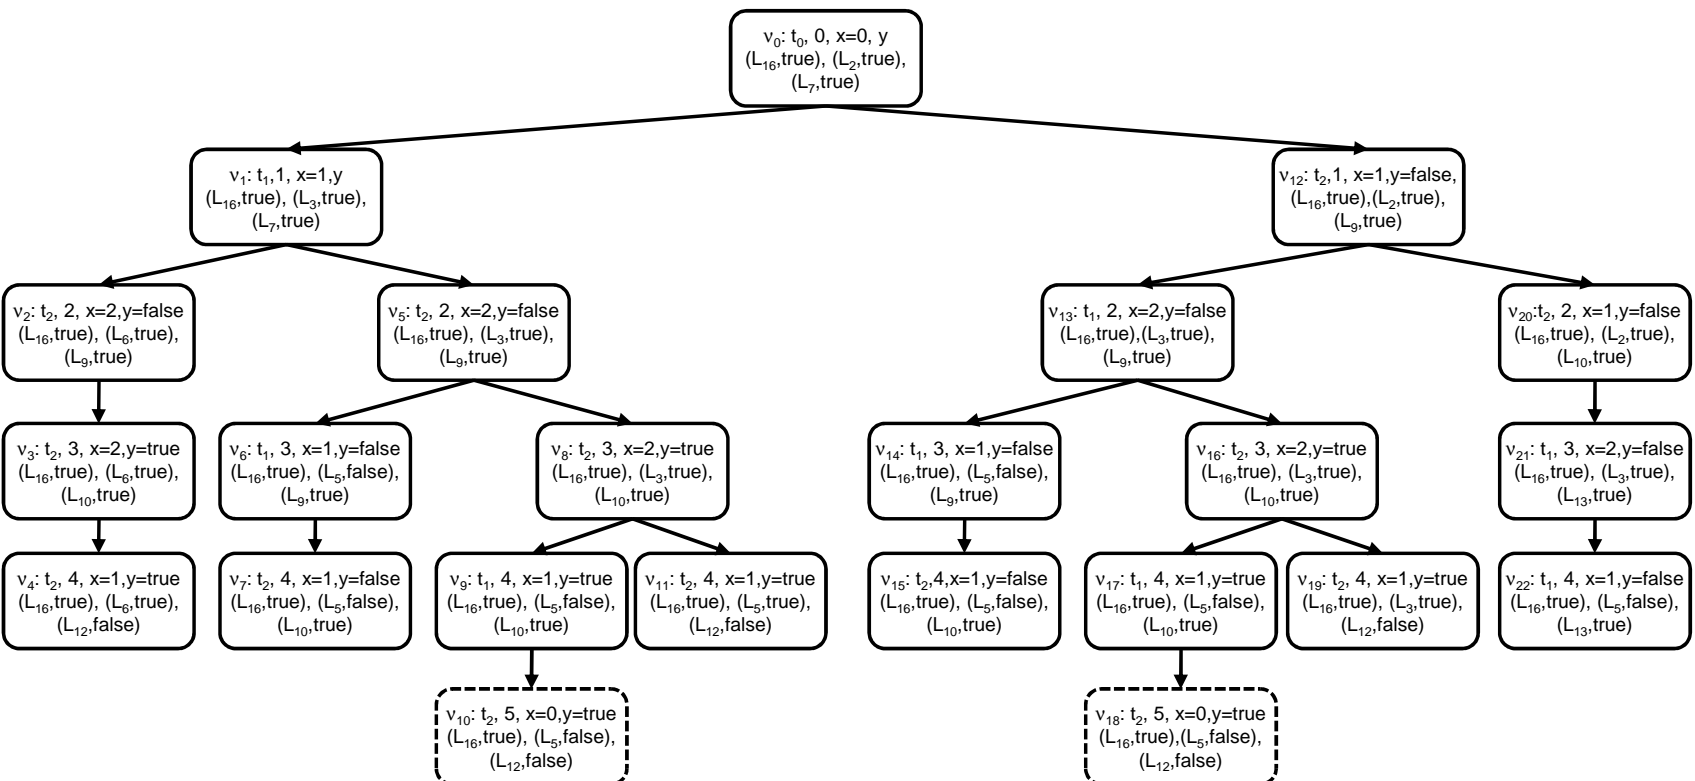 ν₀: t₀, 0, x=0, y
(L₁₆,true), (L₂,true),
(L₇,true)
ν₁: t₁,1, x=1,y
(L₁₆,true), (L₃,true),
(L₇,true)
ν₁₂: t₂,1, x=1,y=false,
(L₁₆,true),(L₂,true),
(L₉,true)
ν₂: t₂, 2, x=2,y=false
(L₁₆,true), (L₆,true),
(L₉,true)
ν₅: t₂, 2, x=2,y=false
(L₁₆,true), (L₃,true),
(L₉,true)
ν₁₃: t₁, 2, x=2,y=false
(L₁₆,true),(L₃,true),
(L₉,true)
ν₂₀:t₂, 2, x=1,y=false
(L₁₆,true), (L₂,true),
(L₁₀,true)
ν₃: t₂, 3, x=2,y=true
(L₁₆,true), (L₆,true),
(L₁₀,true)
ν₆: t₁, 3, x=1,y=false
(L₁₆,true), (L₅,false),
(L₉,true)
ν₈: t₂, 3, x=2,y=true
(L₁₆,true), (L₃,true),
(L₁₀,true)
ν₁₄: t₁, 3, x=1,y=false
(L₁₆,true), (L₅,false),
(L₉,true)
ν₁₆: t₂, 3, x=2,y=true
(L₁₆,true), (L₃,true),
(L₁₀,true)
ν₂₁: t₁, 3, x=2,y=false
(L₁₆,true), (L₃,true),
(L₁₃,true)
ν₄: t₂, 4, x=1,y=true
(L₁₆,true), (L₆,true),
(L₁₂,false)
ν₇: t₂, 4, x=1,y=false
(L₁₆,true), (L₅,false),
(L₁₀,true)
ν₉: t₁, 4, x=1,y=true
(L₁₆,true), (L₅,false),
(L₁₀,true)
ν₁₁: t₂, 4, x=1,y=true
(L₁₆,true), (L₅,true),
(L₁₂,false)
ν₁₅: t₂,4,x=1,y=false
(L₁₆,true), (L₅,false),
(L₁₀,true)
ν₁₇: t₁, 4, x=1,y=true
(L₁₆,true), (L₅,false),
(L₁₀,true)
ν₁₉: t₂, 4, x=1,y=true
(L₁₆,true), (L₃,true),
(L₁₂,false)
ν₂₂: t₁, 4, x=1,y=false
(L₁₆,true), (L₅,false),
(L₁₃,true)
ν₁₀: t₂, 5, x=0,y=true
(L₁₆,true), (L₅,false),
(L₁₂,false)
ν₁₈: t₂, 5, x=0,y=true
(L₁₆,true),(L₅,false),
(L₁₂,false)